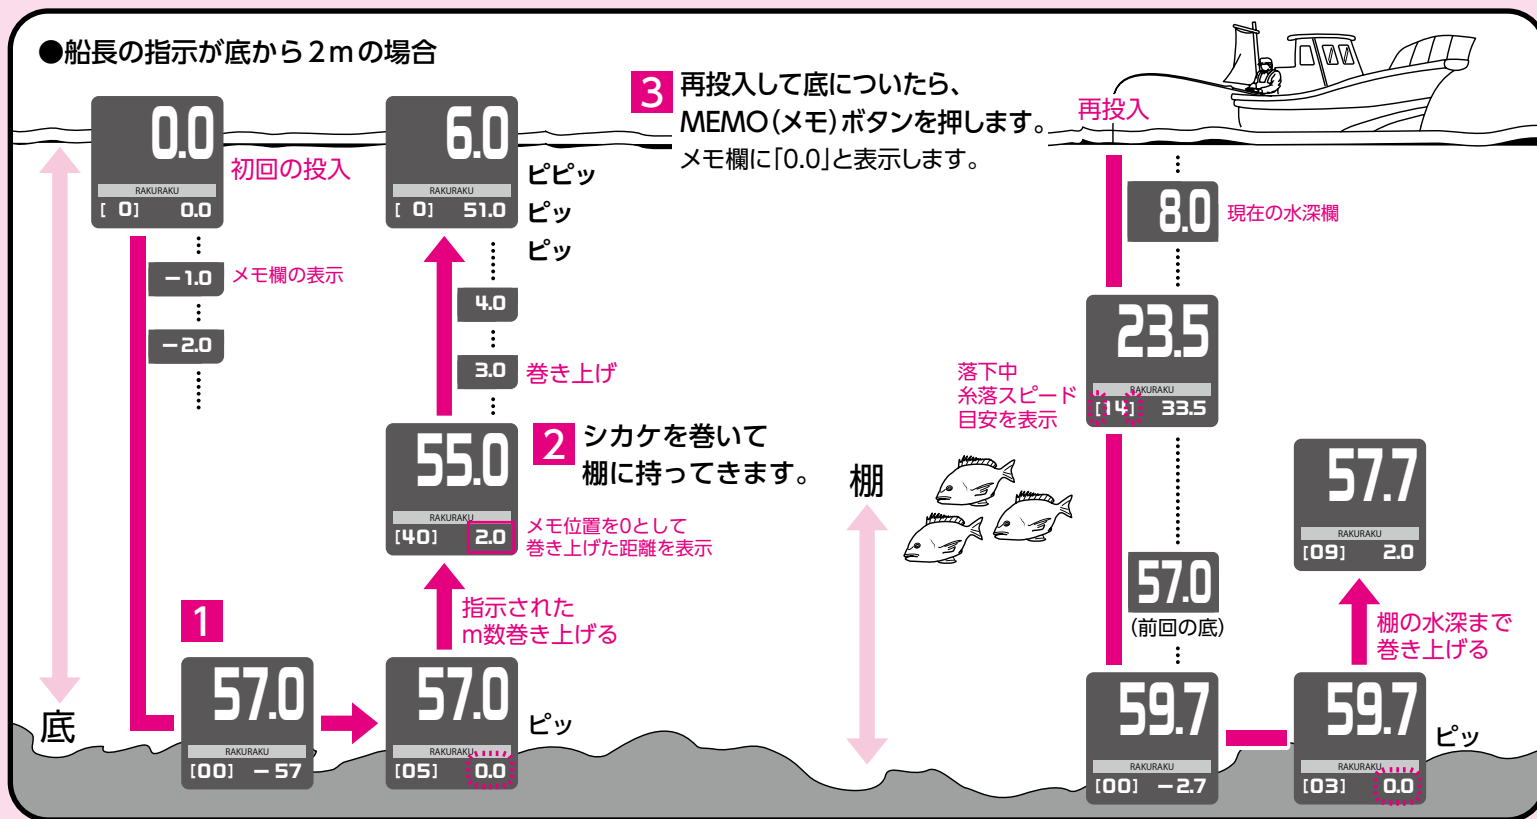 ●船長の指示が底から2mの場合
0.0
RAKURAKU
[ 0] 0.0
初回の投入
-1.0
メモ欄の表示
-2.0
底
1
57.0
RAKURAKU
[00] -57
57.0
RAKURAKU
[05] 0.0
ピッ
指示された
m数巻き上げる
55.0
RAKURAKU
[40] 2.0
2
シカケを巻いて
棚に持ってきます。
メモ位置を0として
巻き上げた距離を表示
3.0
巻き上げ
4.0
6.0
RAKURAKU
[ 0] 51.0
ピピッ
ピッ
ピッ
3
再投入して底についたら、
MEMO(メモ)ボタンを押します。
メモ欄に「0.0」と表示します。
再投入
8.0
現在の水深欄
23.5
RAKURAKU
[14] 33.5
落下中
糸落スピード
目安を表示
棚
57.0
(前回の底)
59.7
RAKURAKU
[00] -2.7
59.7
RAKURAKU
[03] 0.0
ピッ
棚の水深まで
巻き上げる
57.7
RAKURAKU
[09] 2.0